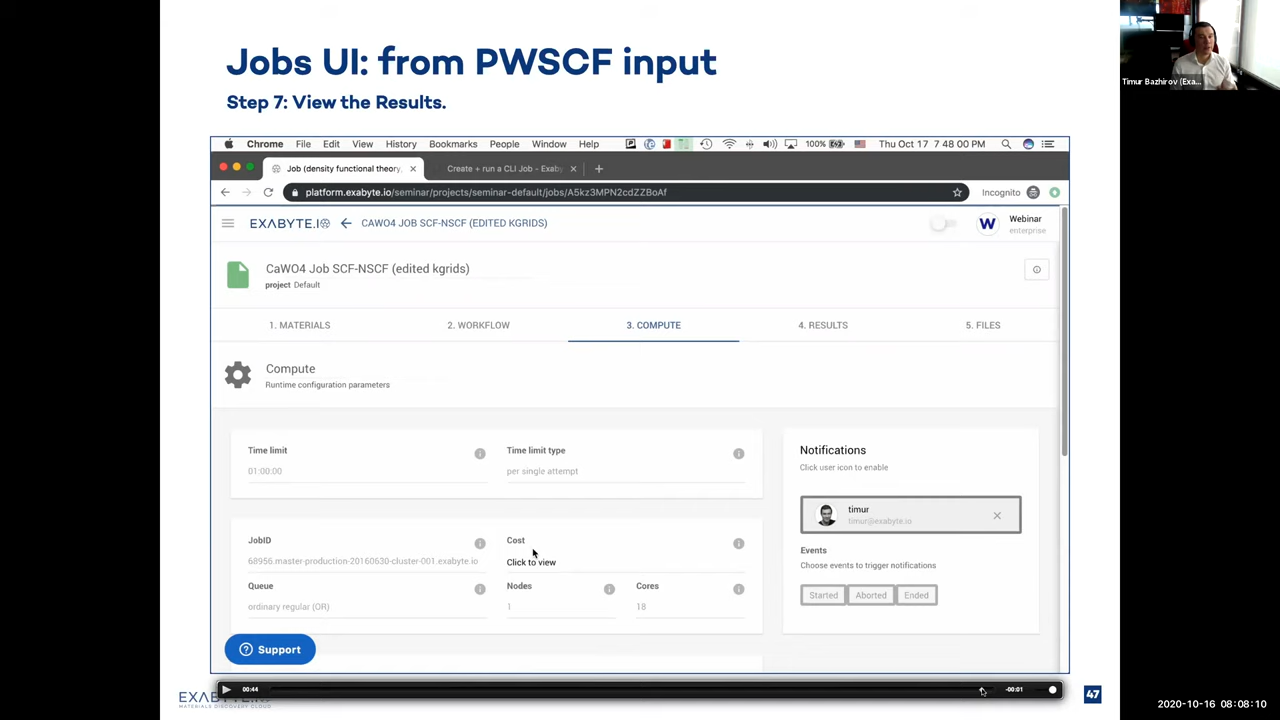 Jobs UI: from PWSCF input
Step 7: View the Results.
Timur Bazhirov (Exa...
Chrome File Edit View History Bookmarks People Window Help 100% Thu Oct 17 7 48 00 PM
Job (density functional theory, × Create + run a CLI Job - Exaby × +
platform.exabyte.io/seminar/projects/seminar-default/jobs/A5kz3MPN2cdZZBoAf Incognito
EXABYTE.IO CAWO4 JOB SCF-NSCF (EDITED KGRIDS) W Webinar
enterprise
CaWO4 Job SCF-NSCF (edited kgrids)
project Default
1. MATERIALS 2. WORKFLOW 3. COMPUTE 4. RESULTS 5. FILES
Compute
Runtime configuration parameters
Time limit Time limit type
01:00:00 per single attempt
JobID Cost
68956.master-production-20160630-cluster-001.exabyte.io Click to view
Queue Nodes Cores
ordinary regular (OR) 1 18
Notifications
Click user icon to enable
timur
timur@exabyte.io
Events
Choose events to trigger notifications
Started Aborted Ended
Support
00:44 -00:01
EXABYTE.IO
MATERIALS DISCOVERY CLOUD
47
2020-10-16 08:08:10